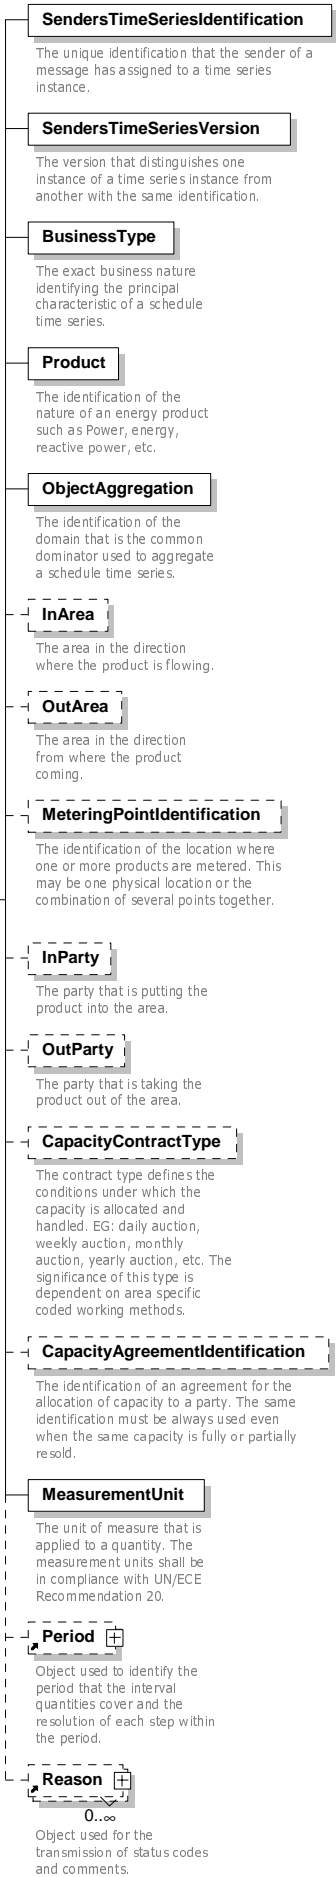 SendersTimeSeriesIdentification
The unique identification that the sender of a
message has assigned to a time series
instance.
SendersTimeSeriesVersion
The version that distinguishes one
instance of a time series instance from
another with the same identification.
BusinessType
The exact business nature
identifying the principal
characteristic of a schedule
time series.
Product
The identification of the
nature of an energy product
such as Power, energy,
reactive power, etc.
ObjectAggregation
The identification of the
domain that is the common
dominator used to aggregate
a schedule time series.
InArea
The area in the direction
where the product is flowing.
OutArea
The area in the direction
from where the product
coming.
MeteringPointIdentification
The identification of the location where
one or more products are metered. This
may be one physical location or the
combination of several points together.
InParty
The party that is putting the
product into the area.
OutParty
The party that is taking the
product out of the area.
CapacityContractType
The contract type defines the
conditions under which the
capacity is allocated and
handled. EG: daily auction,
weekly auction, monthly
auction, yearly auction, etc. The
significance of this type is
dependent on area specific
coded working methods.
CapacityAgreementIdentification
The identification of an agreement for the
allocation of capacity to a party. The same
identification must be always used even
when the same capacity is fully or partially
resold.
MeasurementUnit
The unit of measure that is
applied to a quantity. The
measurement units shall be
in compliance with UN/ECE
Recommendation 20.
Period
Object used to identify the
period that the interval
quantities cover and the
resolution of each step within
the period.
Reason
0..∞
Object used for the
transmission of status codes
and comments.